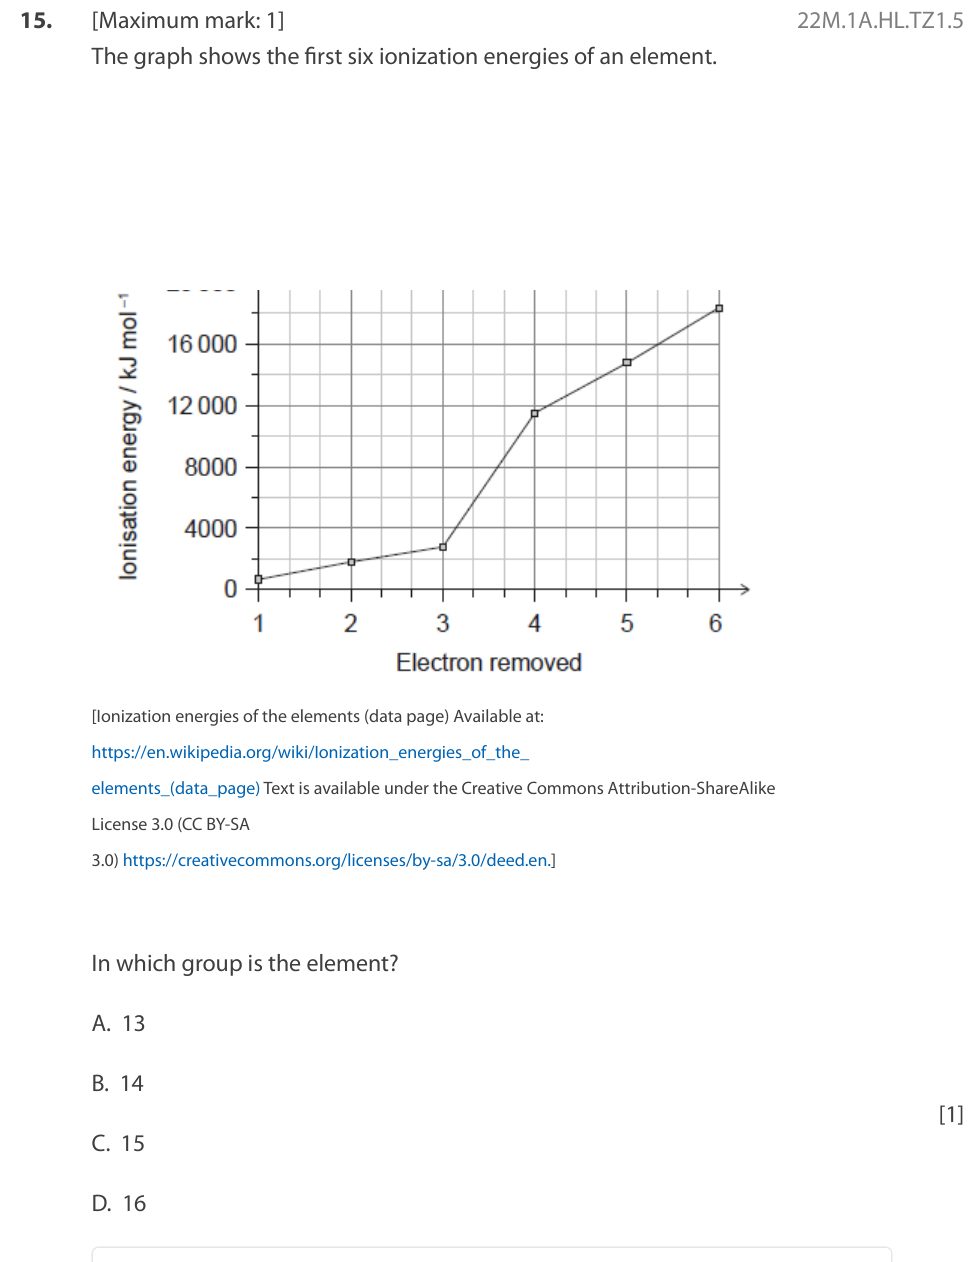 15. [Maximum mark: 1] 22M.1A.HL.TZ1.5
The graph shows the first six ionization energies of an element.
Ionisation energy / kJ mol⁻¹
16 000
12 000
8000
4000
0
1 2 3 4 5 6
Electron removed
[Ionization energies of the elements (data page) Available at:
https://en.wikipedia.org/wiki/Ionization_energies_of_the_
elements_(data_page) Text is available under the Creative Commons Attribution-ShareAlike
License 3.0 (CC BY-SA
3.0) https://creativecommons.org/licenses/by-sa/3.0/deed.en.]
In which group is the element?
A. 13
B. 14
[1]
C. 15
D. 16